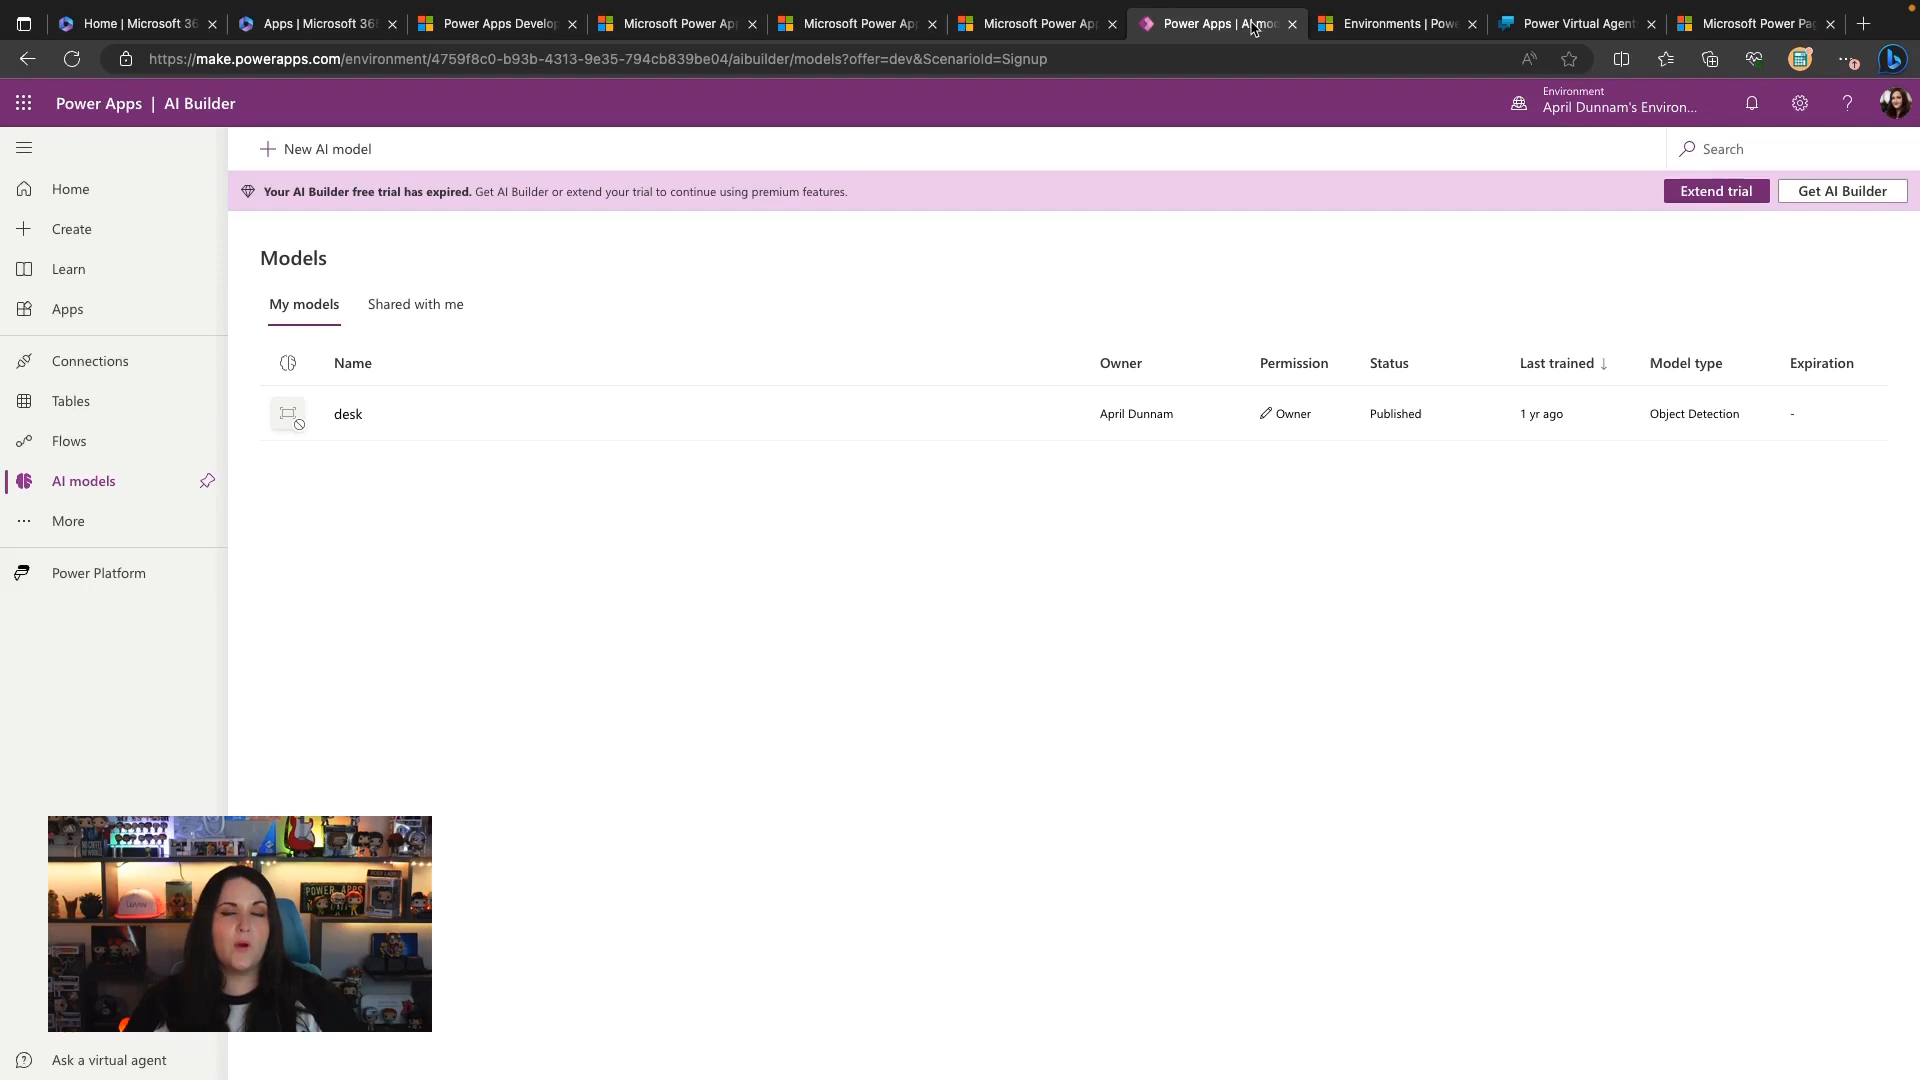 Home | Microsoft 36
Apps | Microsoft 36
Power Apps Develop
Microsoft Power Ap
Microsoft Power Ap
Microsoft Power Ap
Power Apps | AI mod
Environments | Powe
Power Virtual Agent
Microsoft Power Pa
https://make.powerapps.com/environment/4759f8c0-b93b-4313-9e35-794cb839be04/aibuilder/models?offer=dev&ScenarioId=Signup
Power Apps | AI Builder
Environment
April Dunnam's Environ...
New AI model
Search
Your AI Builder free trial has expired. Get AI Builder or extend your trial to continue using premium features.
Extend trial
Get AI Builder
Home
Create
Learn
Apps
Connections
Tables
Flows
AI models
More
Power Platform
Ask a virtual agent
Models
My models Shared with me
Name Owner Permission Status Last trained ↓ Model type Expiration
desk April Dunnam Owner Published 1 yr ago Object Detection -
POWER APPS
LEARN